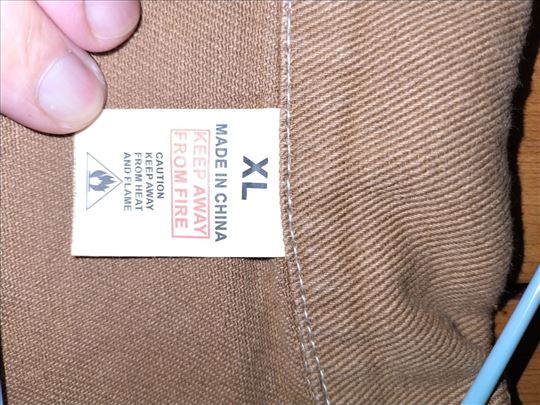 XL
MADE IN CHINA
KEEP AWAY
FROM FIRE
CAUTION
KEEP AWAY
FROM HEAT
AND FLAME